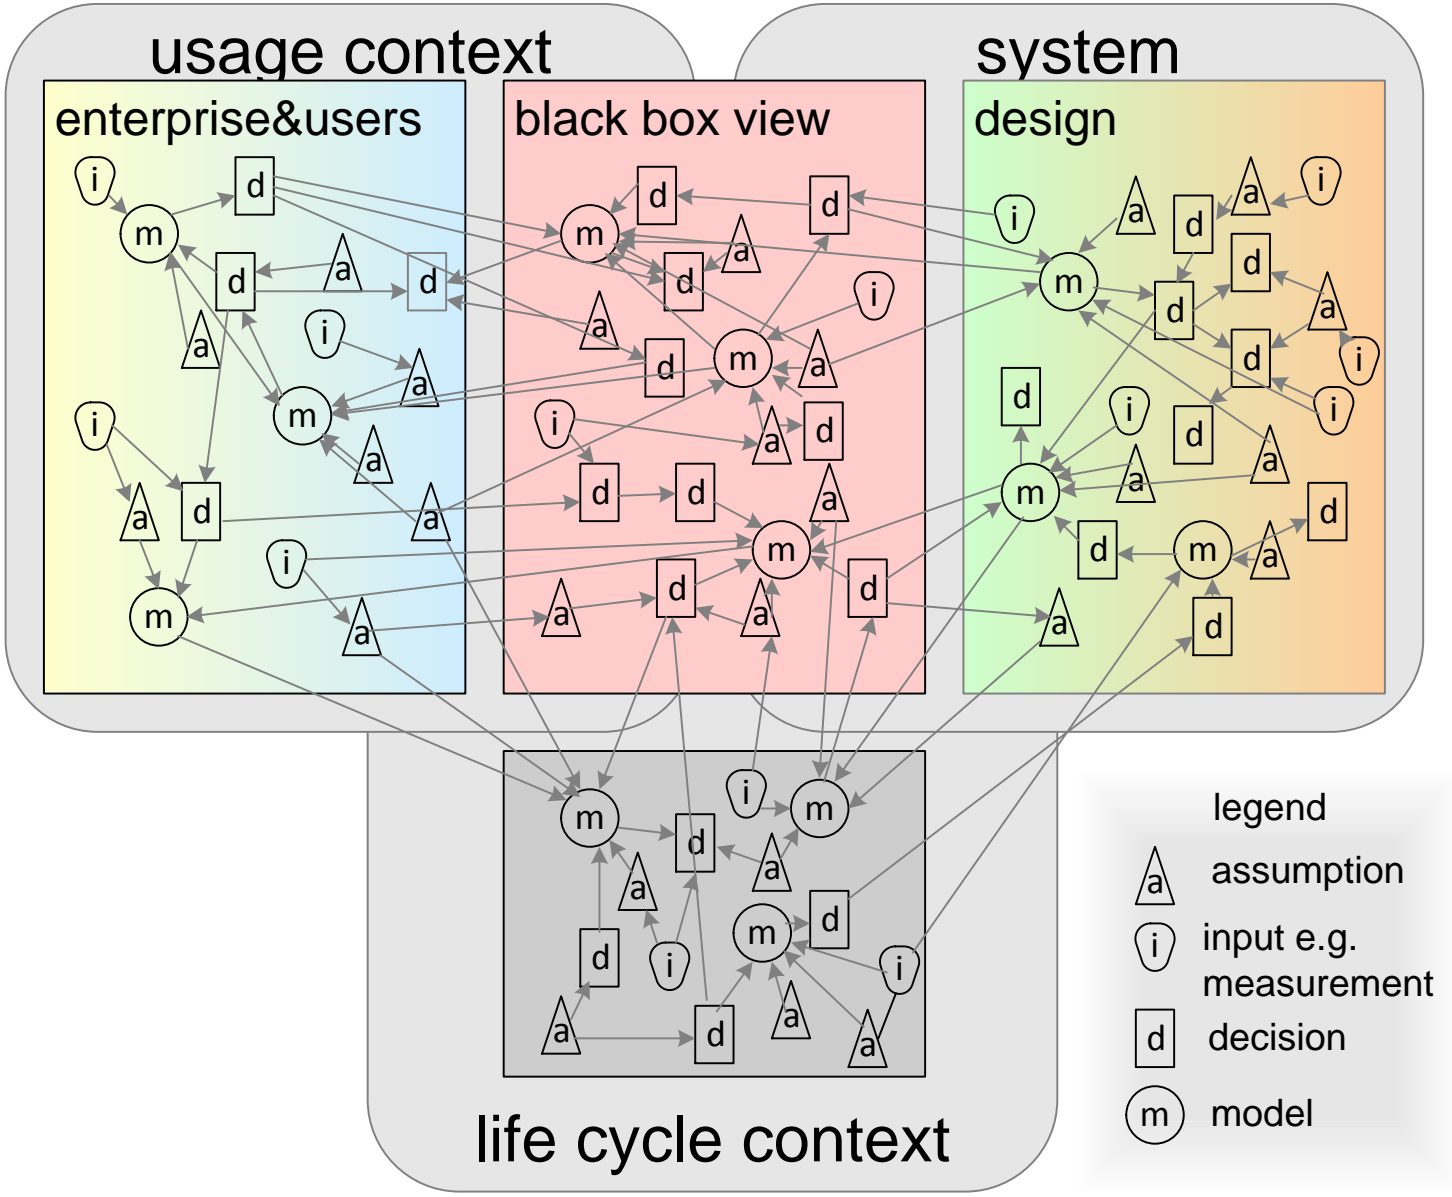 usage context
system
enterprise&users
i
d
m
a
d
d
i
a
a
m
i
a
a
d
a
i
m
a
black box view
d
d
m
a
d
i
a
m
d
a
i
d
a
d
d
a
m
d
d
a
a
design
i
a
a
i
d
d
m
a
d
d
i
d
i
i
d
a
a
m
d
d
m
a
a
d
i
m
m
d
a
a
d
m
d
i
i
a
a
d
a
life cycle context
legend
a assumption
i input e.g.
measurement
d decision
m model